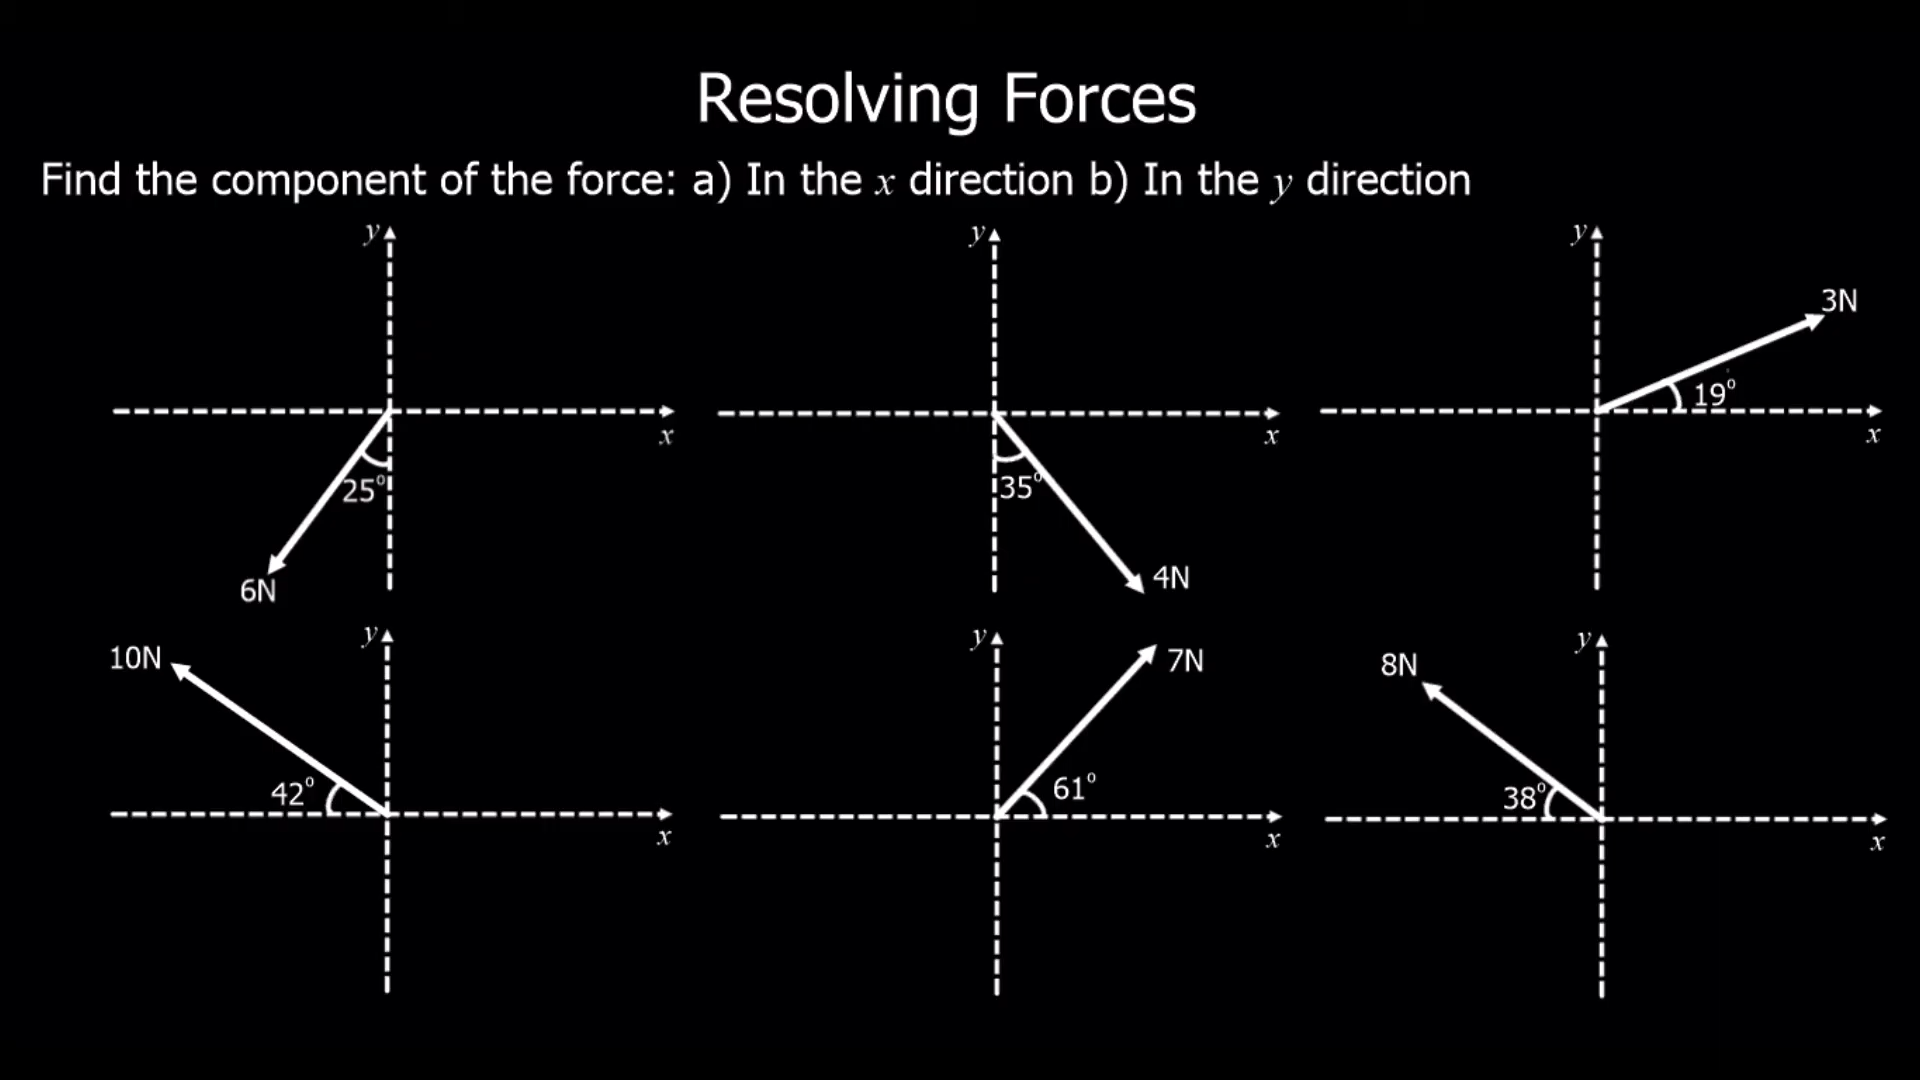 Resolving Forces
Find the component of the force: a) In the x direction b) In the y direction
y
x
25°
6N
y
x
35°
4N
y
3N
19°
x
y
10N
42°
x
y
7N
61°
x
y
8N
38°
x